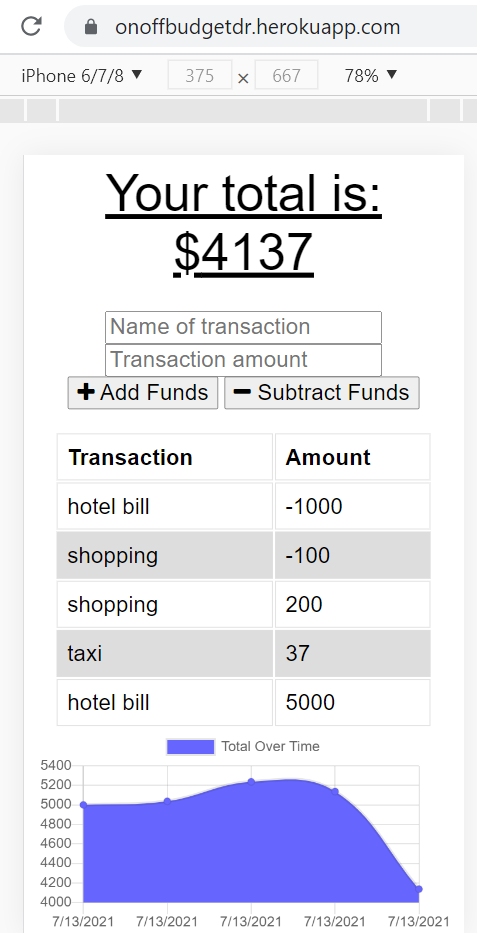 onoffbudgetdr.herokuapp.com
iPhone 6/7/8 ▼ 375 × 667 78% ▼
Your total is:
$4137
Name of transaction
Transaction amount
+ Add Funds − Subtract Funds
Transaction Amount
hotel bill -1000
shopping -100
shopping 200
taxi 37
hotel bill 5000
Total Over Time
5400
5200
5000
4800
4600
4400
4200
4000
7/13/2021 7/13/2021 7/13/2021 7/13/2021 7/13/2021